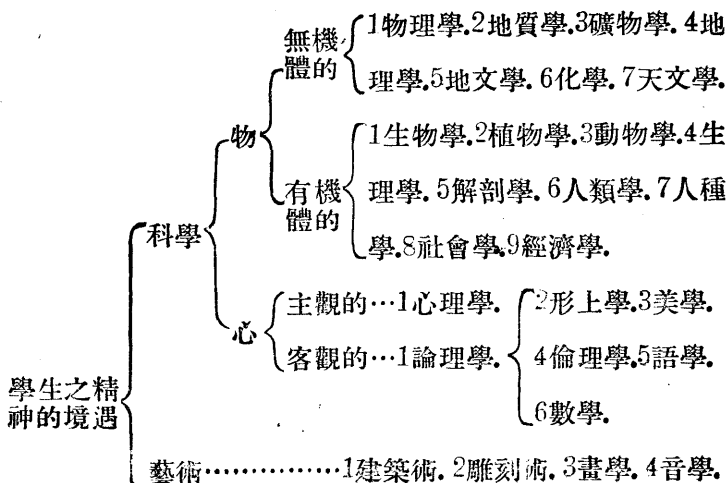 無機體的
1物理學.2地質學.3礦物學.4地
理學.5地文學.6化學.7天文學.
物
有機體的
1生物學.2植物學.3動物學.4生
理學.5解剖學.6人類學.7人種
學.8社會學.9經濟學.
科學
心
主觀的…1心理學.
客觀的…1論理學.
2形上學.3美學.
4倫理學.5語學.
6數學.
學生之精
神的境遇
藝術……………1建築術.2雕刻術.3畫學.4音學.